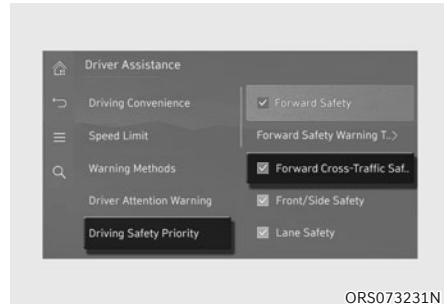 Driver Assistance
Driving Convenience
Speed Limit
Warning Methods
Driver Attention Warning
Driving Safety Priority
Forward Safety
Forward Safety Warning T..>
Forward Cross-Traffic Saf..
Front/Side Safety
Lane Safety
ORS073231N